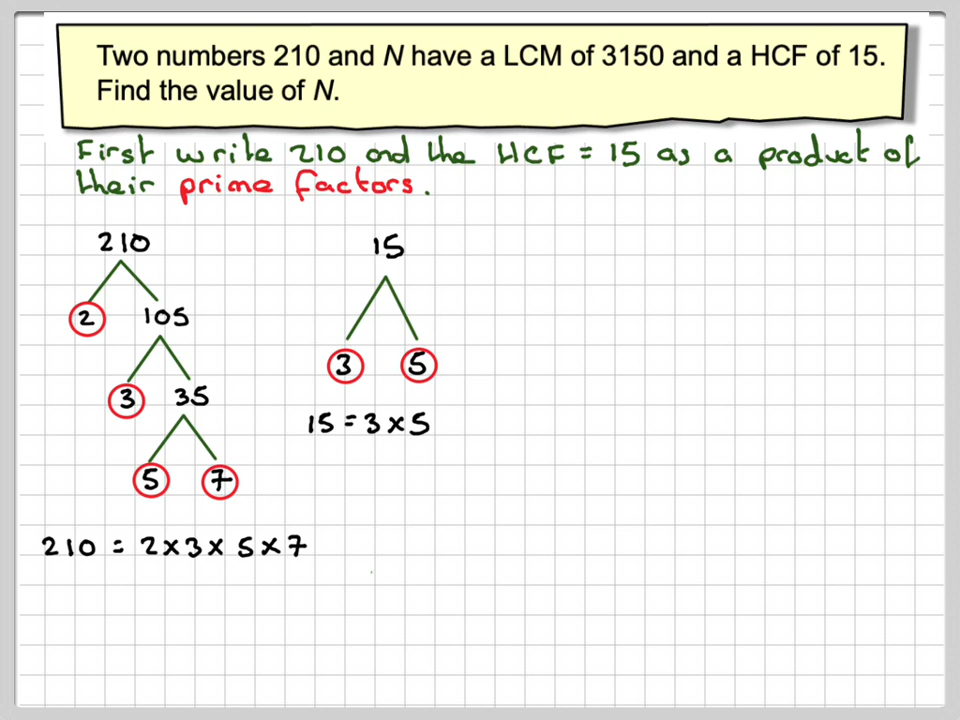 Two numbers 210 and N have a LCM of 3150 and a HCF of 15.
Find the value of N.
First write 210 and the HCF = 15 as a product of
their prime factors.
210
15
2
105
3
5
3
35
15 = 3 × 5
5
7
210 = 2 × 3 × 5 × 7